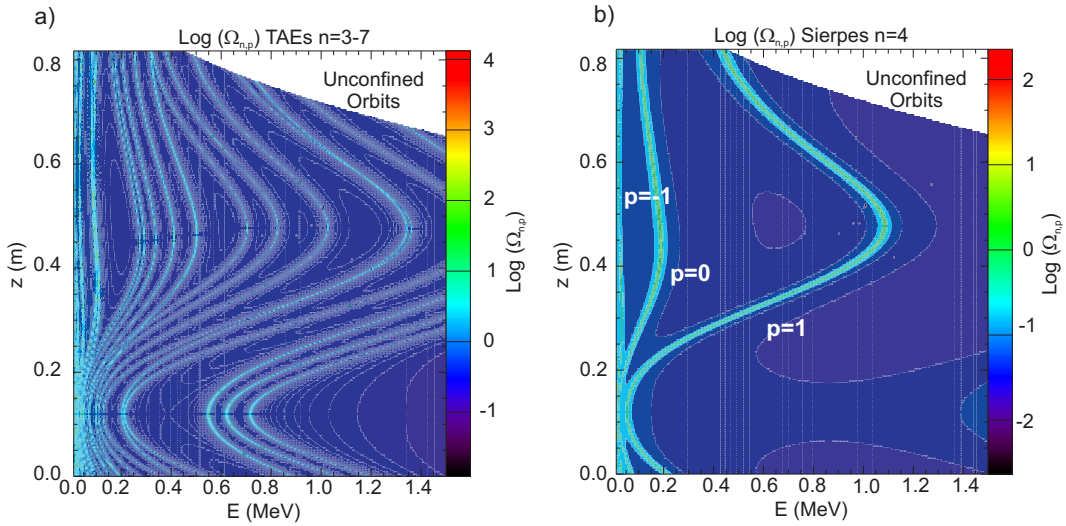 a)
Log (Ωn,p) TAEs n=3-7
Unconfined
Orbits
0.8
0.6
0.4
0.2
0.0
z (m)
0.0 0.2 0.4 0.6 0.8 1.0 1.2 1.4
E (MeV)
4
3
2
1
0
-1
Log (Ωn,p)
b)
Log (Ωn,p) Sierpes n=4
Unconfined
Orbits
p=-1
p=0
p=1
0.8
0.6
0.4
0.2
0.0
z (m)
0.0 0.2 0.4 0.6 0.8 1.0 1.2 1.4
E (MeV)
2
1
0
-1
-2
Log (Ωn,p)